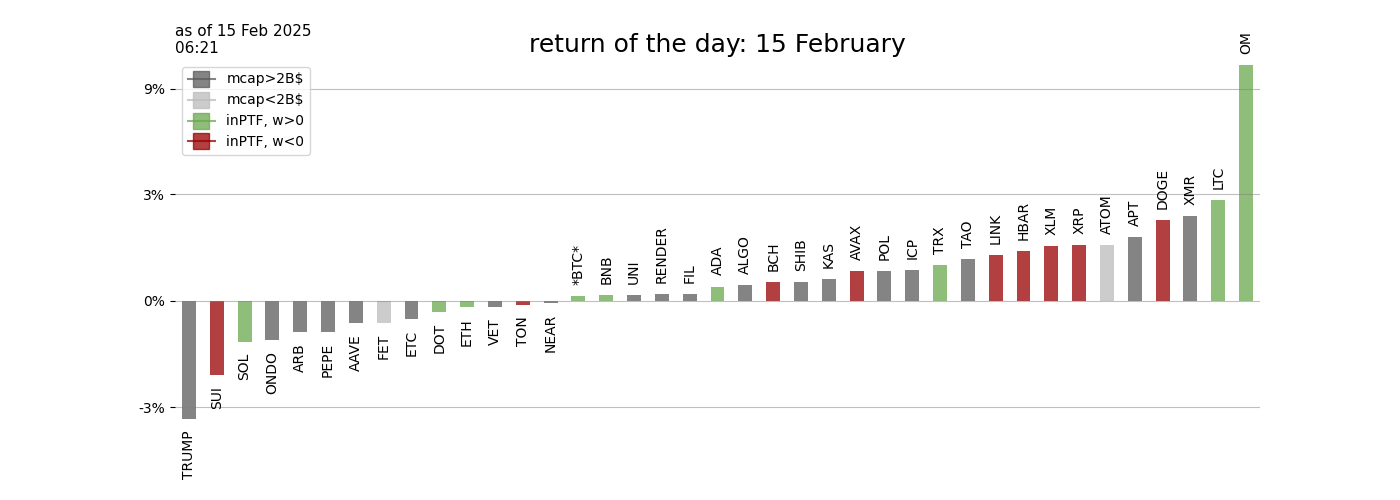 as of 15 Feb 2025
06:21
return of the day: 15 February
mcap>2B$
mcap<2B$
inPTF, w>0
inPTF, w<0
9%
3%
0%
-3%
TRUMP
SUI
SOL
ONDO
ARB
PEPE
AAVE
FET
ETC
DOT
ETH
VET
TON
NEAR
*BTC*
BNB
UNI
RENDER
FIL
ADA
ALGO
BCH
SHIB
KAS
AVAX
POL
ICP
TRX
TAO
LINK
HBAR
XLM
XRP
ATOM
APT
DOGE
XMR
LTC
OM